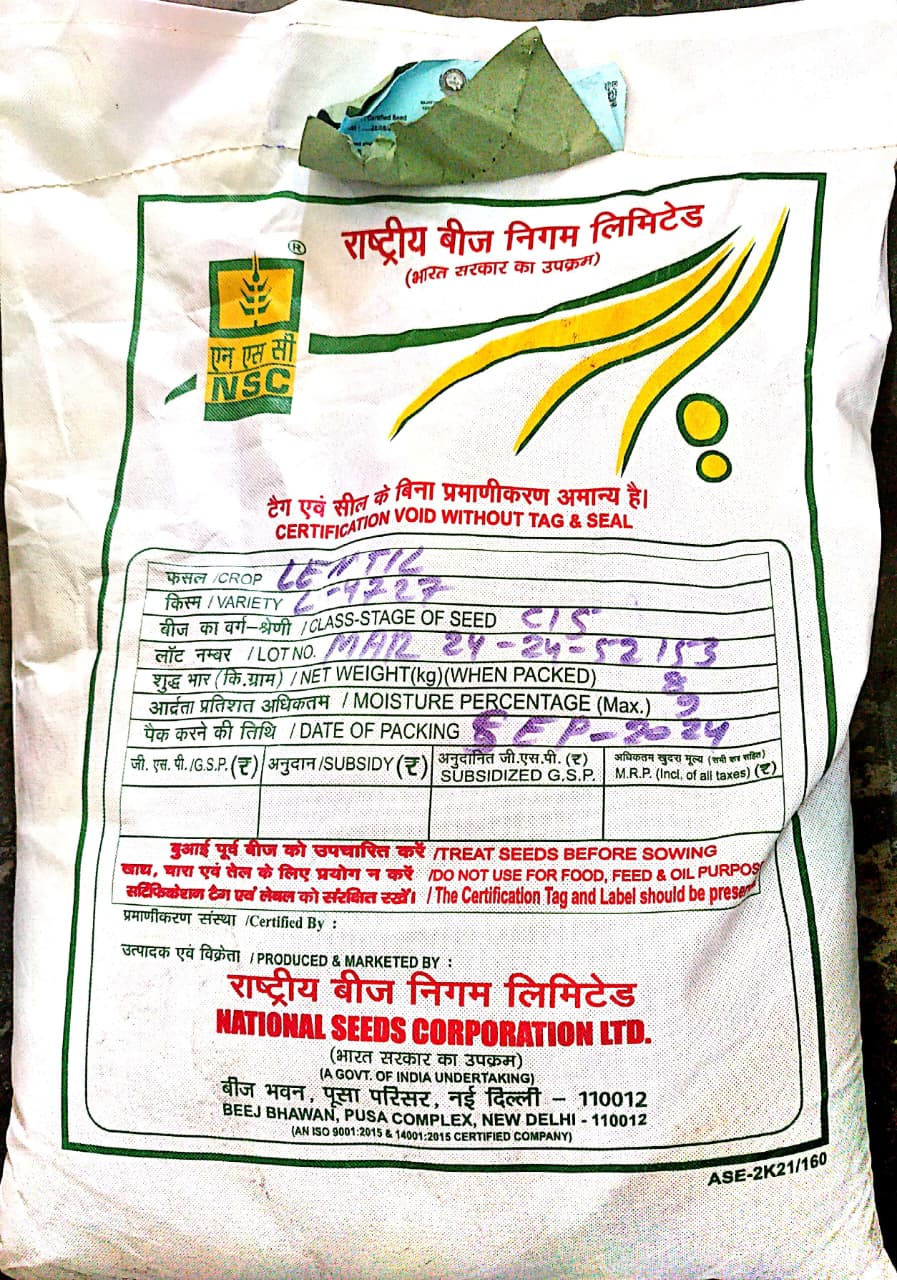 Certified Seed
®
राष्ट्रीय बीज निगम लिमिटेड
(भारत सरकार का उपक्रम)
एन एस सी
NSC
टैग एवं सील के बिना प्रमाणीकरण अमान्य है।
CERTIFICATION VOID WITHOUT TAG & SEAL
फसल /CROP LENTIL
किस्म / VARIETY L-4727
बीज का वर्ग-श्रेणी / CLASS-STAGE OF SEED C/S
लॉट नम्बर / LOT NO. MAR 24-24-52153
शुद्ध भार (कि.ग्राम) / NET WEIGHT(kg)(WHEN PACKED) 8
आर्द्रता प्रतिशत अधिकतम / MOISTURE PERCENTAGE (Max.) 9
पैक करने की तिथि / DATE OF PACKING SEP-2024
जी. एस. पी./G.S.P. (₹) अनुदान/SUBSIDY (₹) अनुदानित जी.एस.पी. (₹) अधिकतम खुदरा मूल्य (सभी कर सहित)
SUBSIDIZED G.S.P. M.R.P. (Incl. of all taxes) (₹)
बुआई पूर्व बीज को उपचारित करें /TREAT SEEDS BEFORE SOWING
खाद्य, चारा एवं तेल के लिए प्रयोग न करें /DO NOT USE FOR FOOD, FEED & OIL PURPOS
सर्टिफिकेशन टैग एवं लेबल को संरक्षित रखें। / The Certification Tag and Label should be prese
प्रमाणीकरण संस्था /Certified By :
उत्पादक एवं विक्रेता / PRODUCED & MARKETED BY :
राष्ट्रीय बीज निगम लिमिटेड
NATIONAL SEEDS CORPORATION LTD.
(भारत सरकार का उपक्रम)
(A GOVT. OF INDIA UNDERTAKING)
बीज भवन, पूसा परिसर, नई दिल्ली – 110012
BEEJ BHAWAN, PUSA COMPLEX, NEW DELHI - 110012
(AN ISO 9001:2015 & 14001:2015 CERTIFIED COMPANY)
ASE-2K21/160